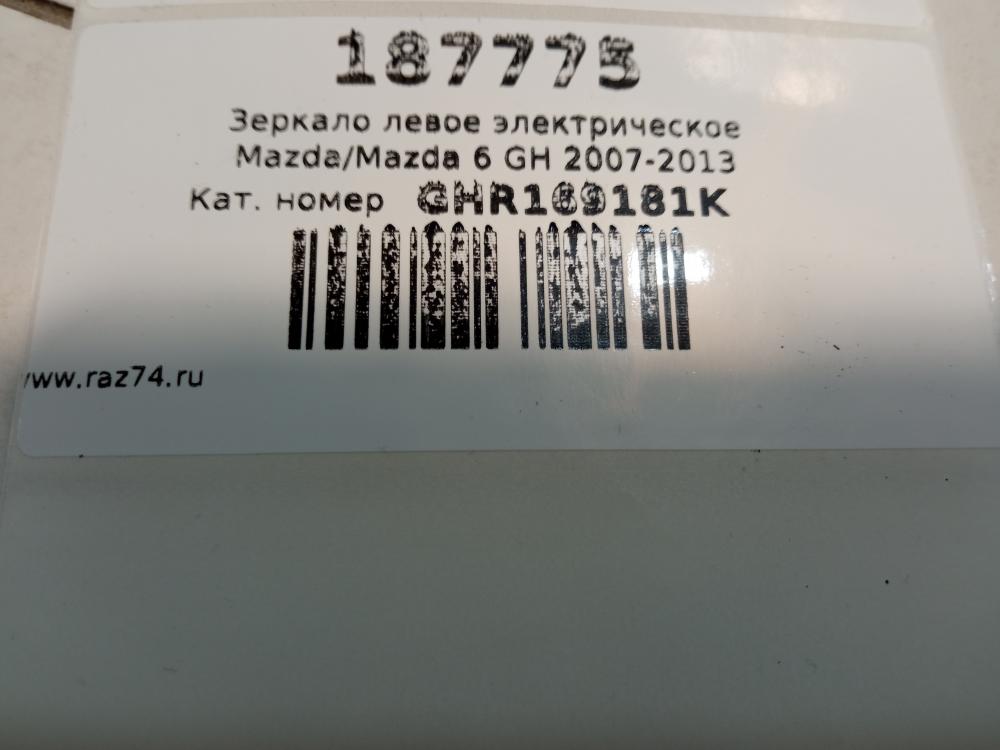 187775
Зеркало левое электрическое
Mazda/Mazda 6 GH 2007-2013
Кат. номер GHR169181K
www.raz74.ru